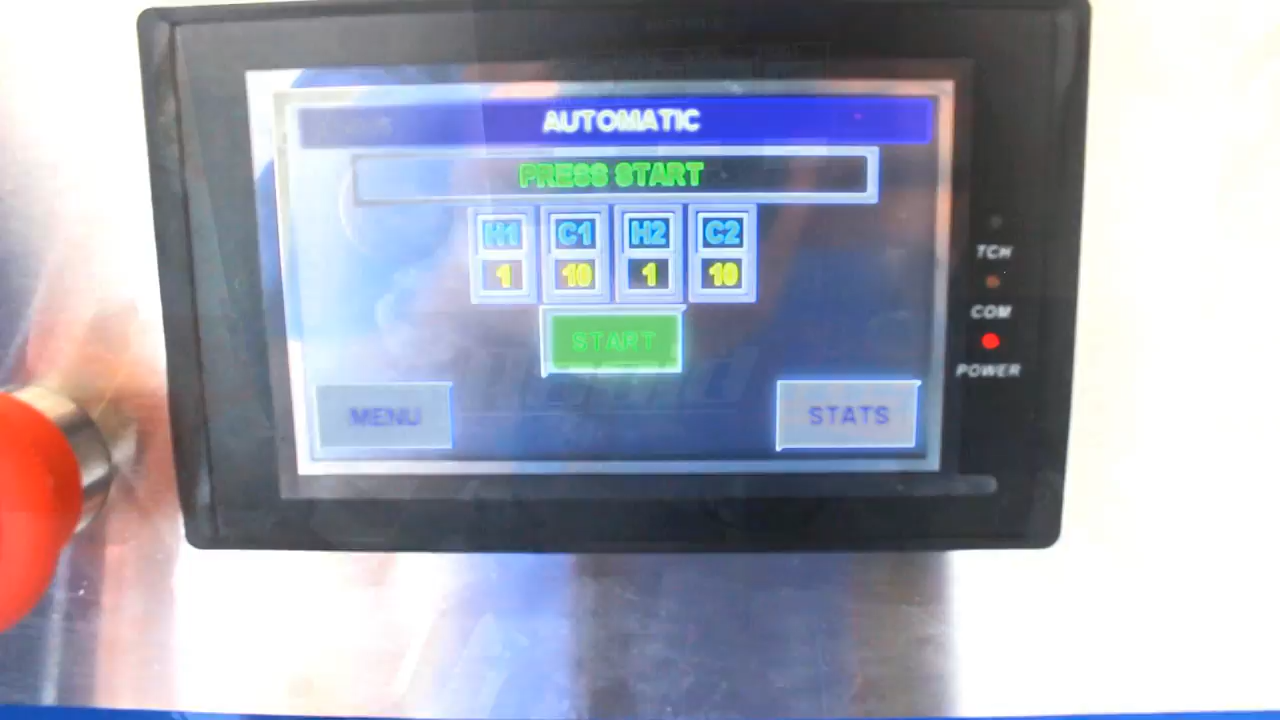 AUTOMATIC
PRESS START
H1 C1 H2 C2
1 10 1 10
START
MENU STATS
TCH
COM
POWER